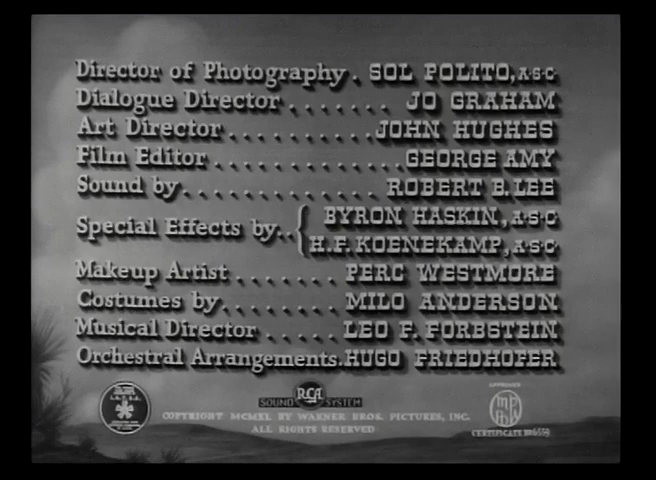 Director of Photography . SOL POLITO, A·S·C·
Dialogue Director . . . . . . . JO GRAHAM
Art Director . . . . . . . . . . JOHN HUGHES
Film Editor . . . . . . . . . . . . . GEORGE AMY
Sound by . . . . . . . . . . . . . ROBERT B. LEE
Special Effects by . . { BYRON HASKIN, A·S·C·
H. F. KOENEKAMP, A·S·C·
Makeup Artist . . . . . . . PERC WESTMORE
Costumes by . . . . . . . . MILO ANDERSON
Musical Director . . . . . LEO F. FORBSTEIN
Orchestral Arrangements. HUGO FRIEDHOFER
RCA
SOUND SYSTEM
COPYRIGHT MCMXL BY WARNER BROS. PICTURES, INC.
ALL RIGHTS RESERVED
APPROVED
CERTIFICATE